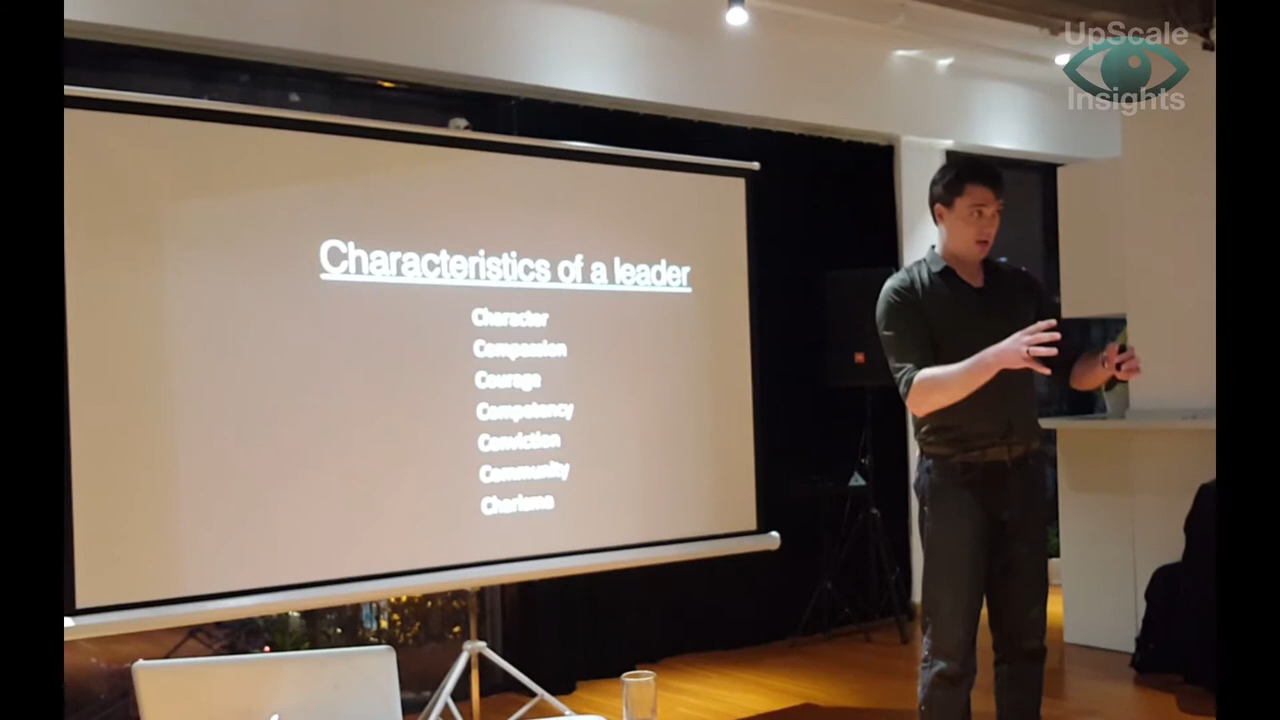 UpScale
Insights
Characteristics of a leader
Character
Compassion
Courage
Competency
Conviction
Community
Charisma